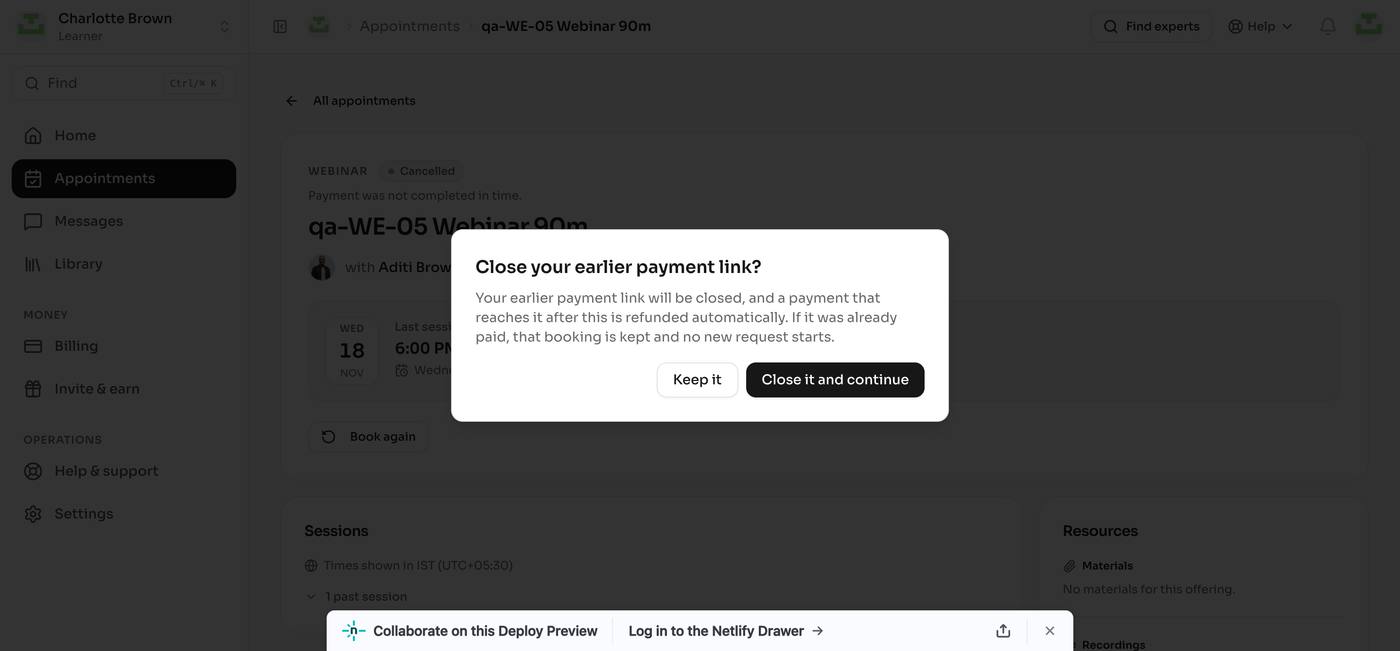 Charlotte Brown
Learner
Appointments
qa-WE-05 Webinar 90m
Find experts
Help
Find
Ctrl/⌘ K
Home
Appointments
Messages
Library
MONEY
Billing
Invite & earn
OPERATIONS
Help & support
Settings
All appointments
WEBINAR
Cancelled
Payment was not completed in time.
qa-WE-05 Webinar 90m
with Aditi Brow
WED
18
NOV
Last sessi
6:00 PM
Wedn
Book again
Close your earlier payment link?
Your earlier payment link will be closed, and a payment that
reaches it after this is refunded automatically. If it was already
paid, that booking is kept and no new request starts.
Keep it
Close it and continue
Sessions
Times shown in IST (UTC+05:30)
1 past session
Resources
Materials
No materials for this offering.
Recordings
Collaborate on this Deploy Preview
Log in to the Netlify Drawer →